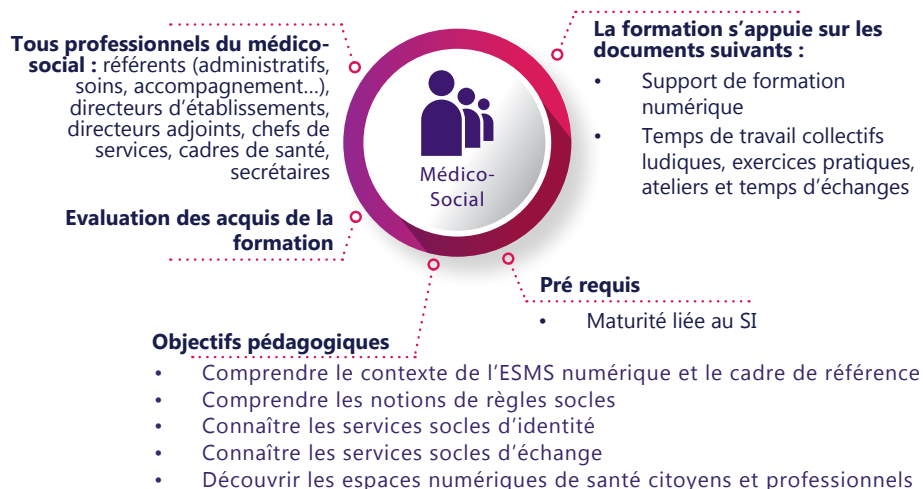 Tous professionnels du médico-
social : référents (administratifs,
soins, accompagnement...),
directeurs d'établissements,
directeurs adjoints, chefs de
services, cadres de santé,
secrétaires
Evaluation des acquis de la
formation
Médico-
Social
La formation s'appuie sur les
documents suivants :
• Support de formation
numérique
• Temps de travail collectifs
ludiques, exercices pratiques,
ateliers et temps d'échanges
Pré requis
• Maturité liée au SI
Objectifs pédagogiques
• Comprendre le contexte de l'ESMS numérique et le cadre de référence
• Comprendre les notions de règles socles
• Connaître les services socles d'identité
• Connaître les services socles d'échange
• Découvrir les espaces numériques de santé citoyens et professionnels